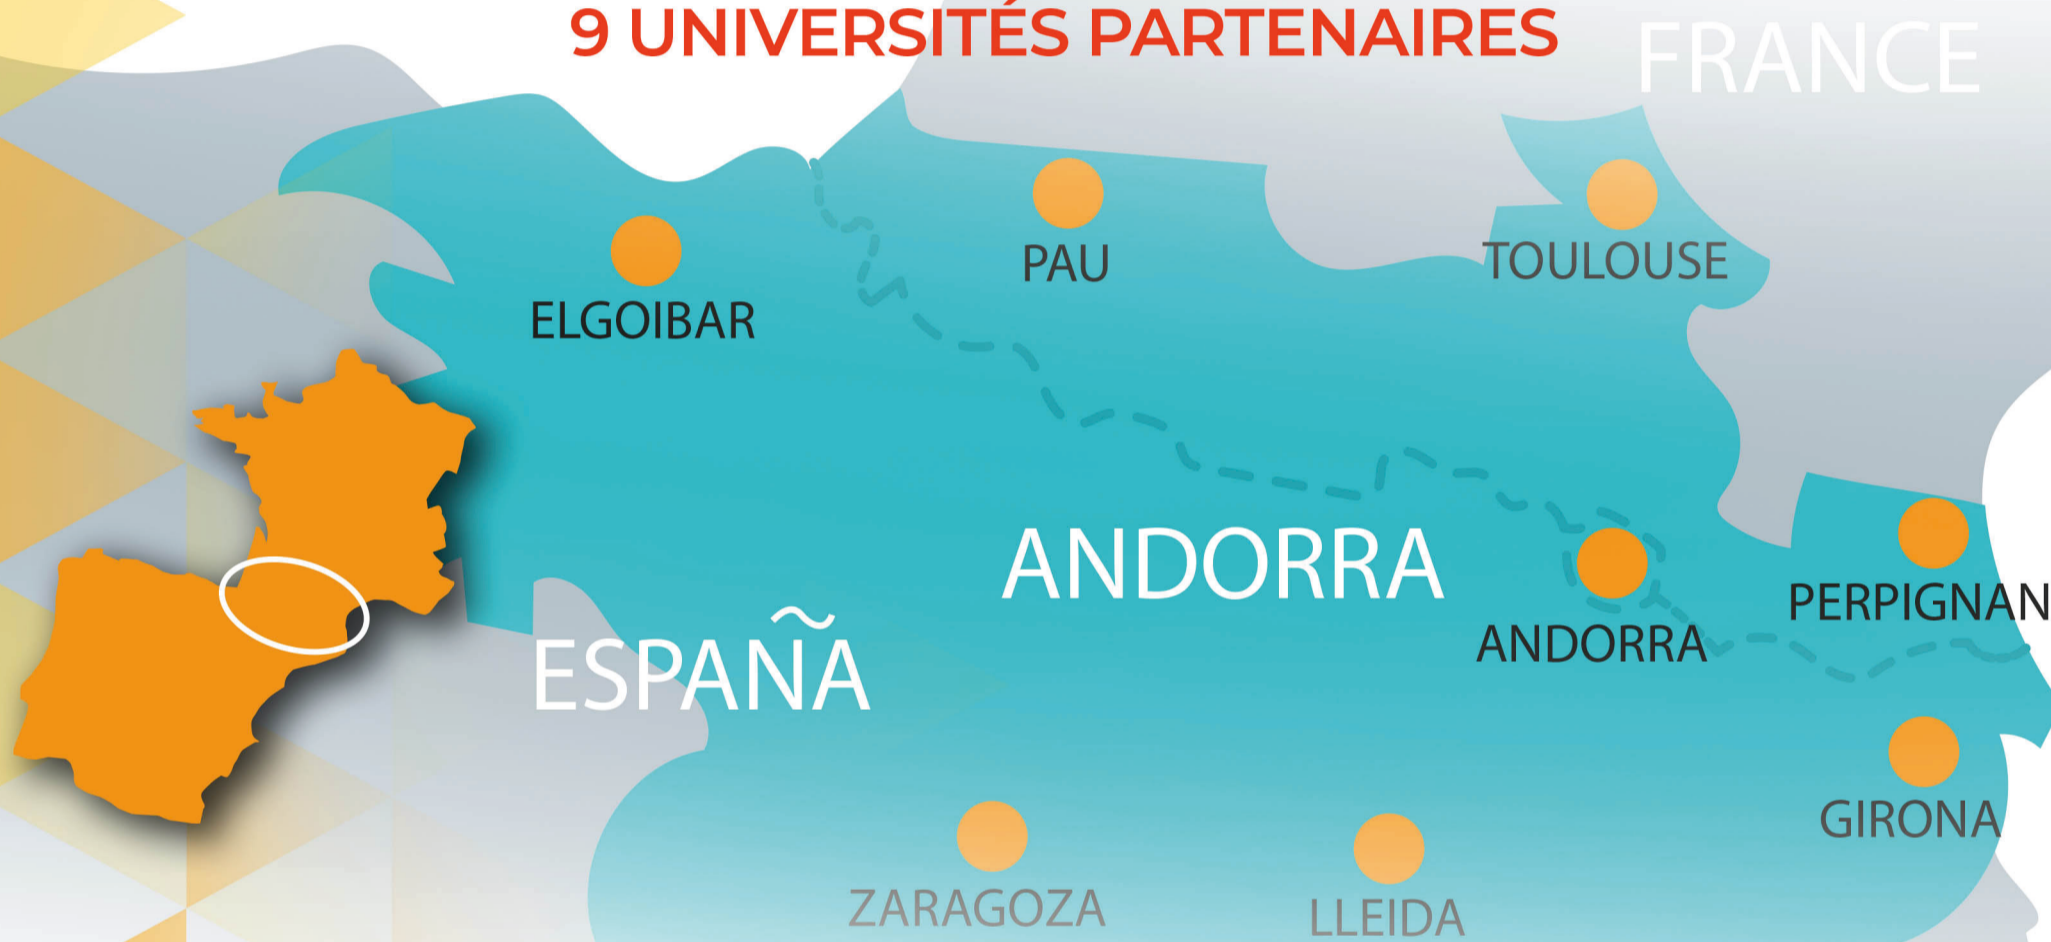 9 UNIVERSITÉS PARTENAIRES
FRANCE
PAU
TOULOUSE
ELGOIBAR
ANDORRA
PERPIGNAN
ANDORRA
ESPAÑA
GIRONA
ZARAGOZA
LLEIDA